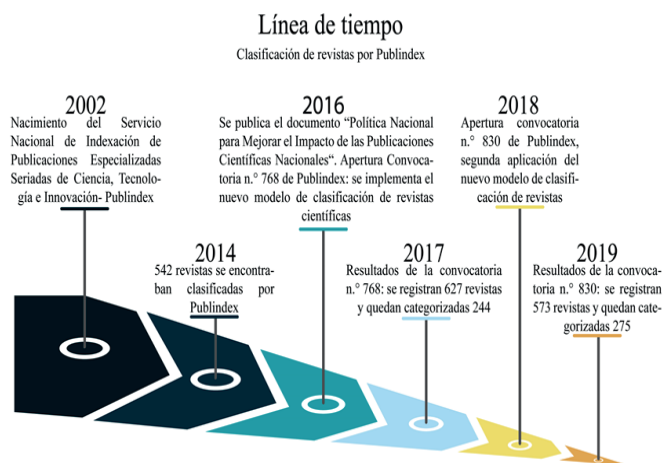 Línea de tiempo
Clasificación de revistas por Publindex
2002
Nacimiento del Servicio
Nacional de Indexación de
Publicaciones Especializadas
Seriadas de Ciencia, Tecnolo-
gía e Innovación- Publindex
2014
542 revistas se encontra-
ban clasificadas por
Publindex
2016
Se publica el documento “Política Nacional
para Mejorar el Impacto de las Publicaciones
Científicas Nacionales“. Apertura Convoca-
toria n.° 768 de Publindex: se implementa el
nuevo modelo de clasificación de revistas
científicas
2017
Resultados de la convocatoria
n.° 768: se registran 627 revistas
y quedan categorizadas 244
2018
Apertura convocatoria
n.° 830 de Publindex,
segunda aplicación del
nuevo modelo de clasifi-
cación de revistas
2019
Resultados de la convoca-
toria n.° 830: se registran
573 revistas y quedan cate-
gorizadas 275